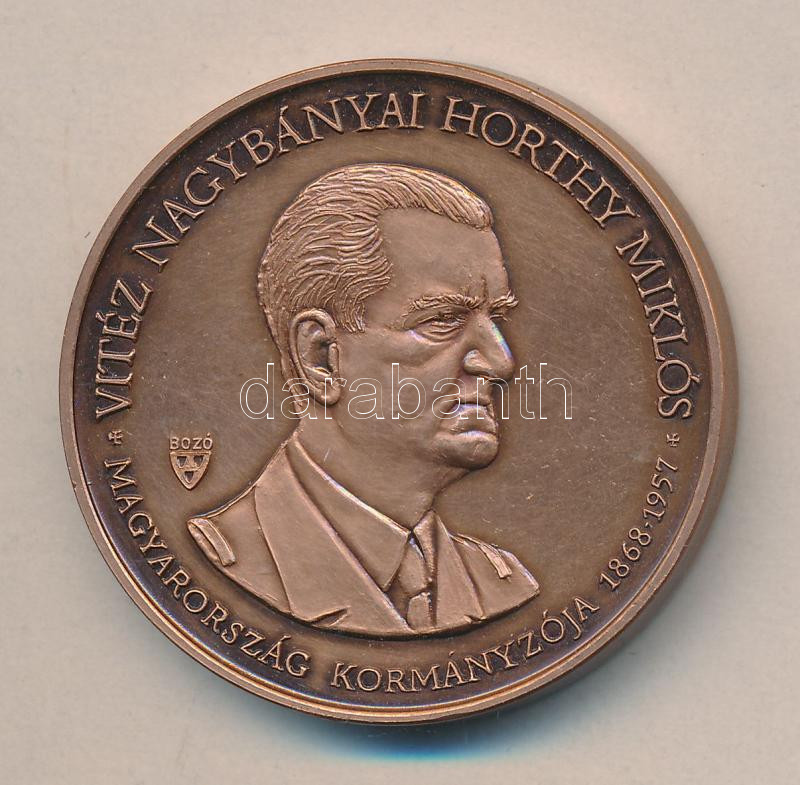 VITÉZ NAGYBÁNYAI HORTHY MIKLÓS
BOZÓ
MAGYARORSZÁG KORMÁNYZÓJA 1868-1957
darabanth